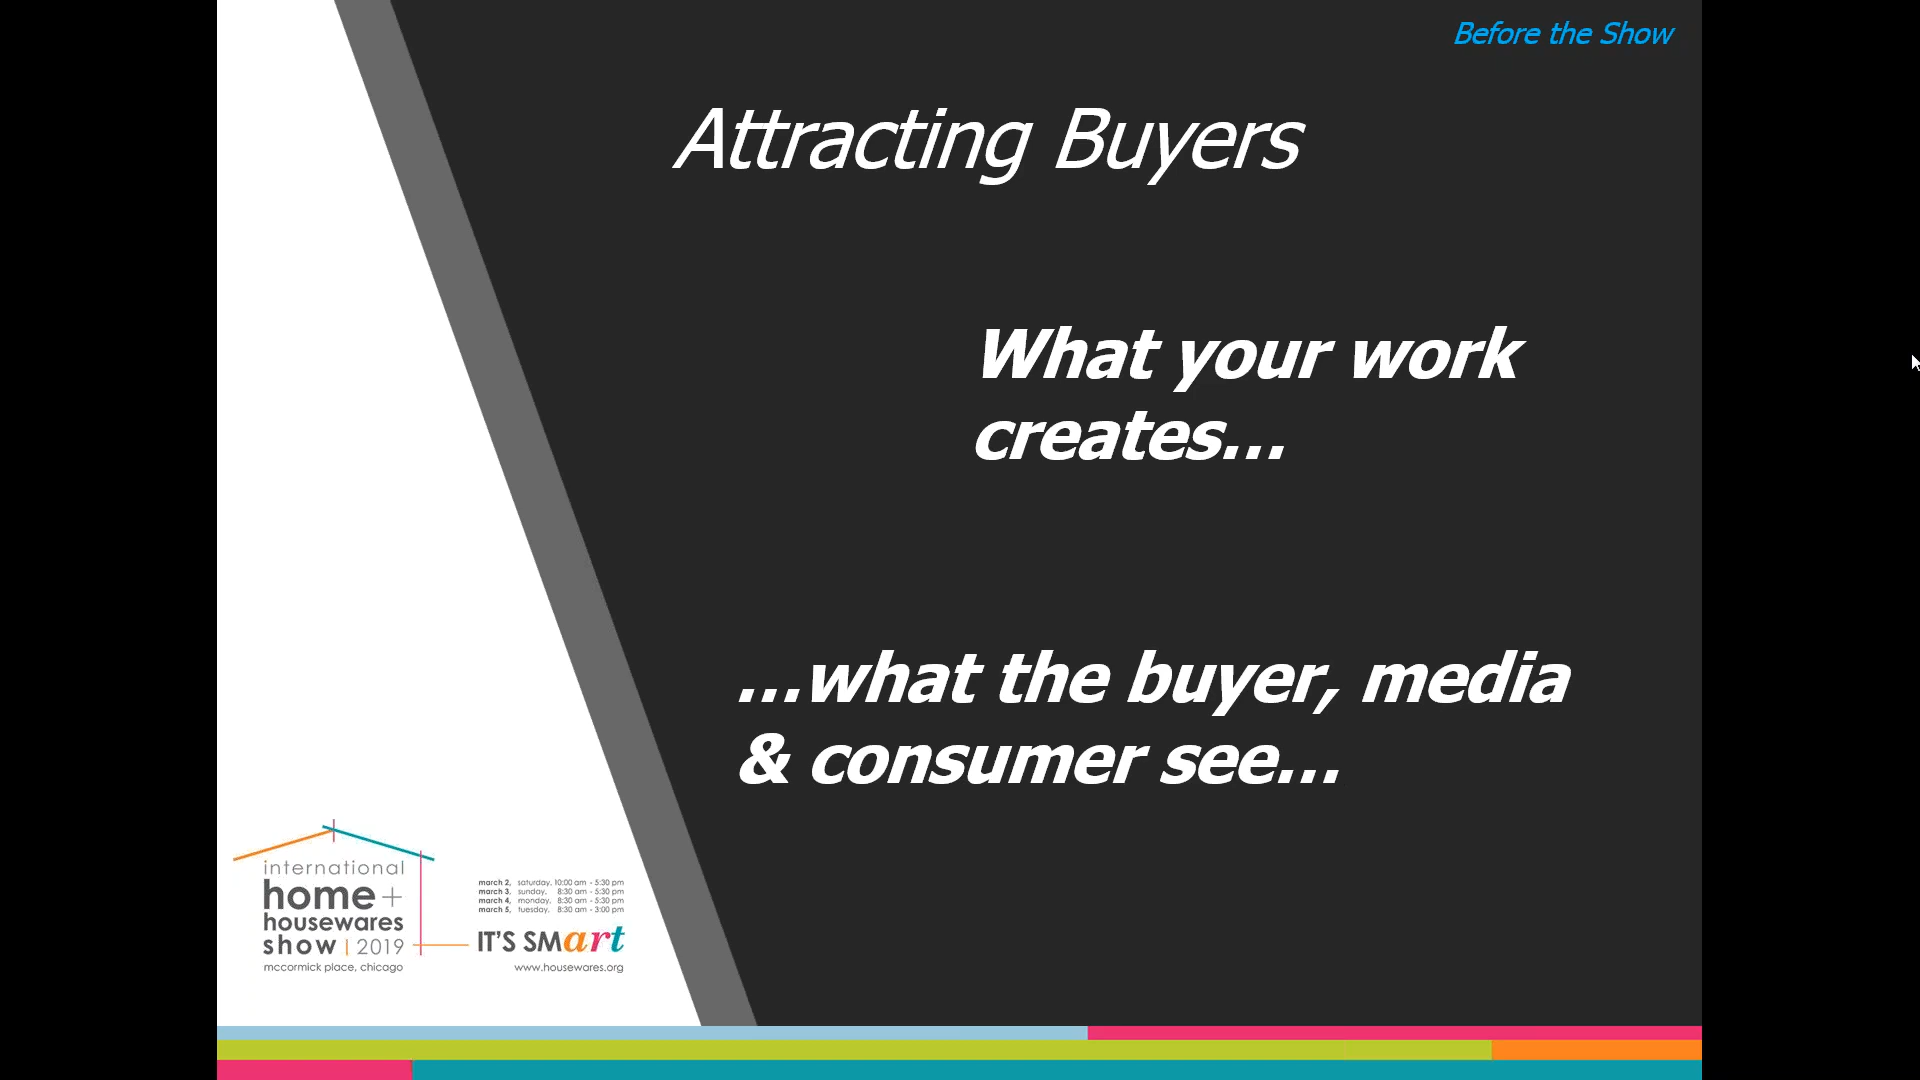 Before the Show
Attracting Buyers
What your work
creates...
...what the buyer, media
& consumer see...
international
home+
housewares
show | 2019
mccormick place, chicago
march 2, saturday, 10:00 am - 5:30 pm
march 3, sunday, 8:30 am - 5:30 pm
march 4, monday, 8:30 am - 5:30 pm
march 5, tuesday, 8:30 am - 3:00 pm
IT'S SMart
www.housewares.org